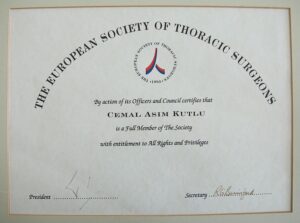 THE EUROPEAN SOCIETY OF THORACIC SURGEONS
By action of its Officers and Council certifies that
CEMAL ASIM KUTLU
is a Full Member of The Society
with entitlement to All Rights and Privileges
President
Secretary